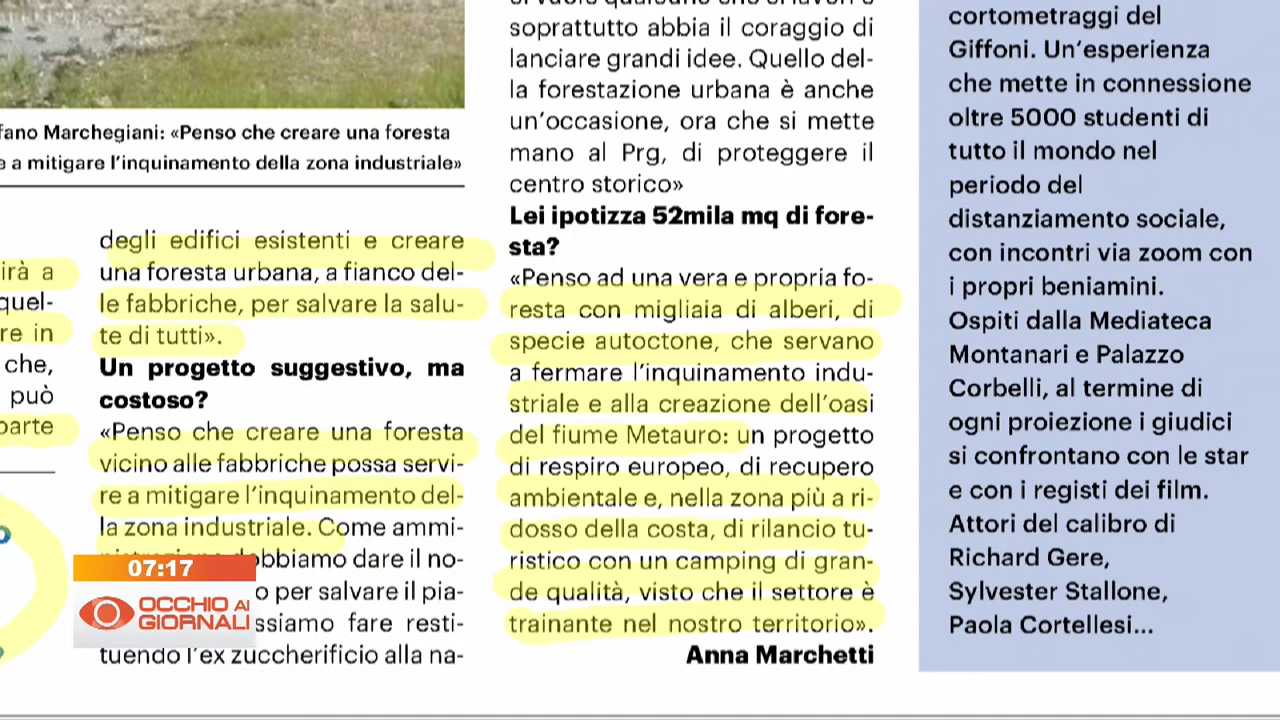 fano Marchegiani: «Penso che creare una foresta
e a mitigare l'inquinamento della zona industriale»
irà a
quel-
re in
che,
può
parte
degli edifici esistenti e creare
una foresta urbana, a fianco del-
le fabbriche, per salvare la salu-
te di tutti».
Un progetto suggestivo, ma
costoso?
«Penso che creare una foresta
vicino alle fabbriche possa servi-
re a mitigare l'inquinamento del-
la zona industriale. Come ammi-
dobbiamo dare il no-
o per salvare il pia-
ssiamo fare resti-
tuendo l'ex zuccherificio alla na-
soprattutto abbia il coraggio di
lanciare grandi idee. Quello del-
la forestazione urbana è anche
un'occasione, ora che si mette
mano al Prg, di proteggere il
centro storico»
Lei ipotizza 52mila mq di fore-
sta?
«Penso ad una vera e propria fo-
resta con migliaia di alberi, di
specie autoctone, che servano
a fermare l'inquinamento indu-
striale e alla creazione dell'oasi
del fiume Metauro: un progetto
di respiro europeo, di recupero
ambientale e, nella zona più a ri-
dosso della costa, di rilancio tu-
ristico con un camping di gran-
de qualità, visto che il settore è
trainante nel nostro territorio».
Anna Marchetti
cortometraggi del
Giffoni. Un'esperienza
che mette in connessione
oltre 5000 studenti di
tutto il mondo nel
periodo del
distanziamento sociale,
con incontri via zoom con
i propri beniamini.
Ospiti dalla Mediateca
Montanari e Palazzo
Corbelli, al termine di
ogni proiezione i giudici
si confrontano con le star
e con i registi dei film.
Attori del calibro di
Richard Gere,
Sylvester Stallone,
Paola Cortellesi...
07:17
OCCHIO AI
GIORNALI